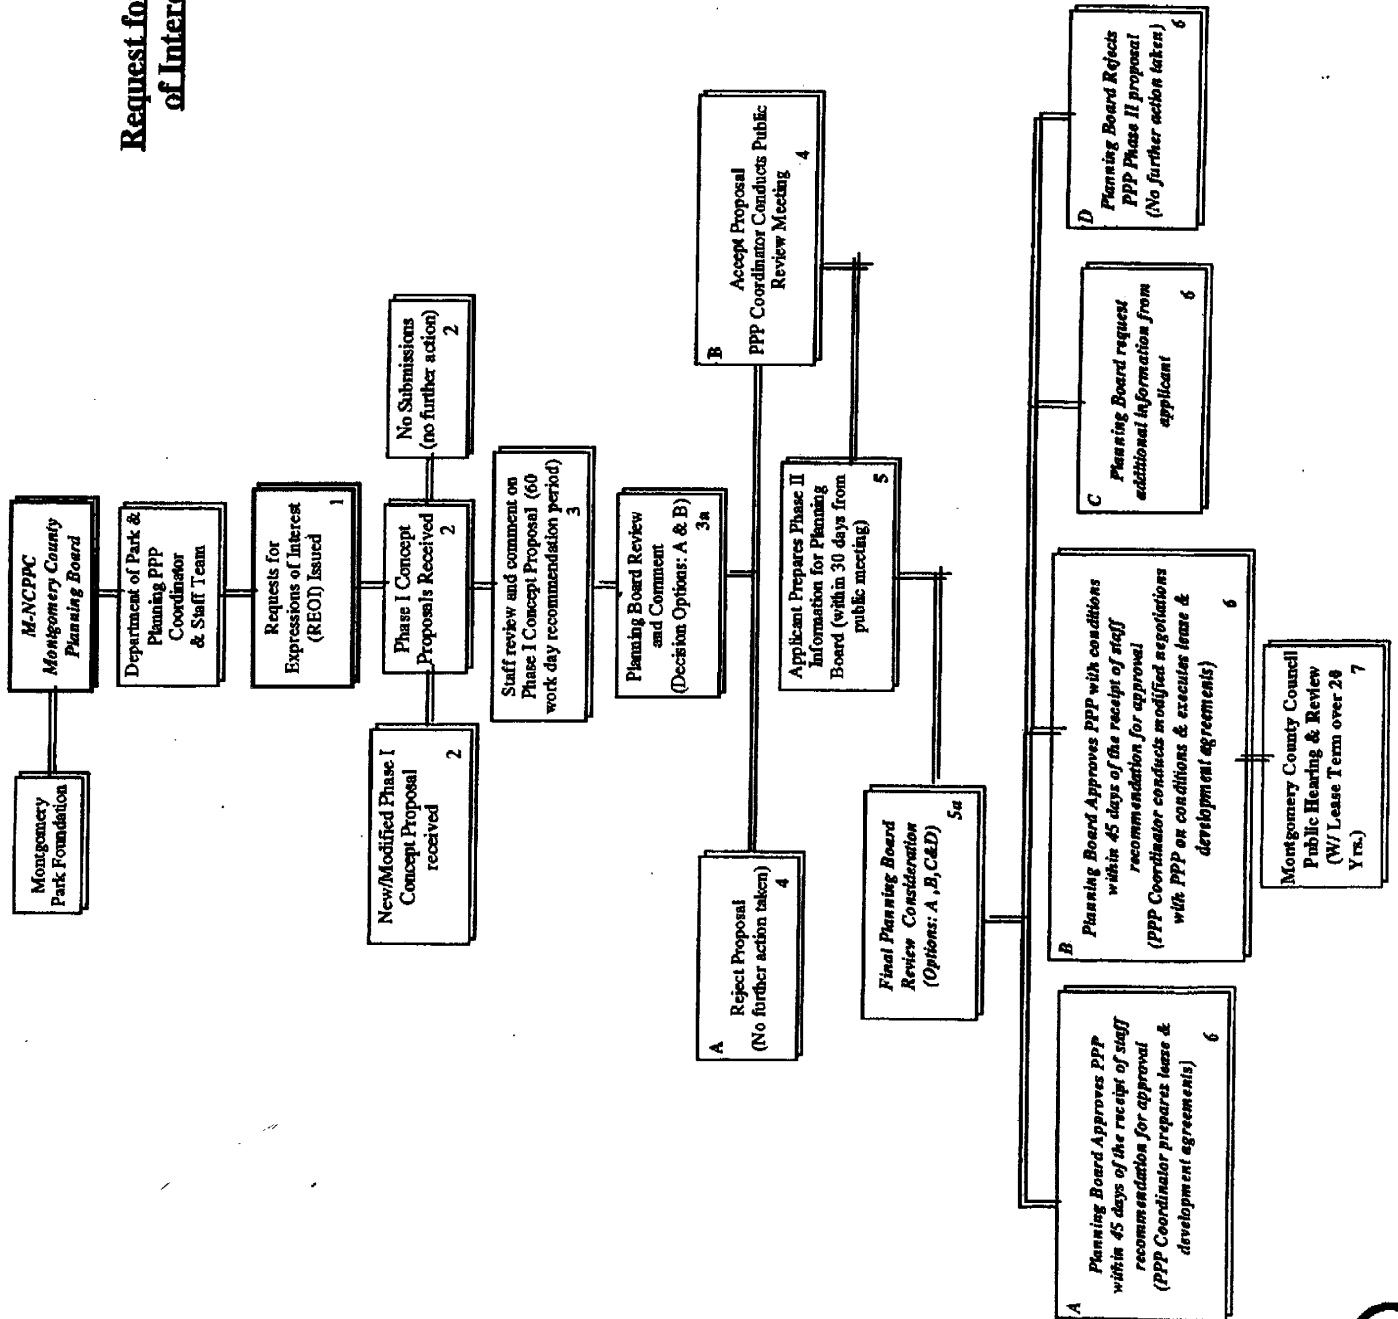 Request fo
of Intere
M-NCPPC
Montgomery County
Planning Board
Montgomery
Park Foundation
Department of Park &
Planning PPP
Coordinator
& Staff Team
Requests for
Expressions of Interest
(REOI) Issued
1
New/Modified Phase I
Concept Proposal
received
2
Phase I Concept
Proposals Received
2
No Submissions
(no further action)
2
Staff review and comment on
Phase I Concept Proposal (60
work day recommendation period)
3
Planning Board Review
and Comment
(Decision Options: A & B)
3a
A
Reject Proposal
(No further action taken)
4
B
Accept Proposal
PPP Coordinator Conducts Public
Review Meeting
4
Applicant Prepares Phase II
Information for Planning
Board (within 30 days from
public meeting)
5
Final Planning Board
Review Consideration
(Options: A ,B,C&D)
5a
A
Planning Board Approves PPP
within 45 days of the receipt of staff
recommendation for approval
(PPP Coordinator prepares lease &
development agreements)
6
B
Planning Board Approves PPP with conditions
within 45 days of the receipt of staff
recommendation for approval
(PPP Coordinator conducts modified negotiations
with PPP on conditions & executes lease &
development agreements)
6
C
Planning Board request
additional information from
applicant
6
D
Planning Board Rejects
PPP Phase II proposal
(No further action taken)
6
Montgomery County Council
Public Hearing & Review
(W/ Lease Term over 20
Yrs.)
7